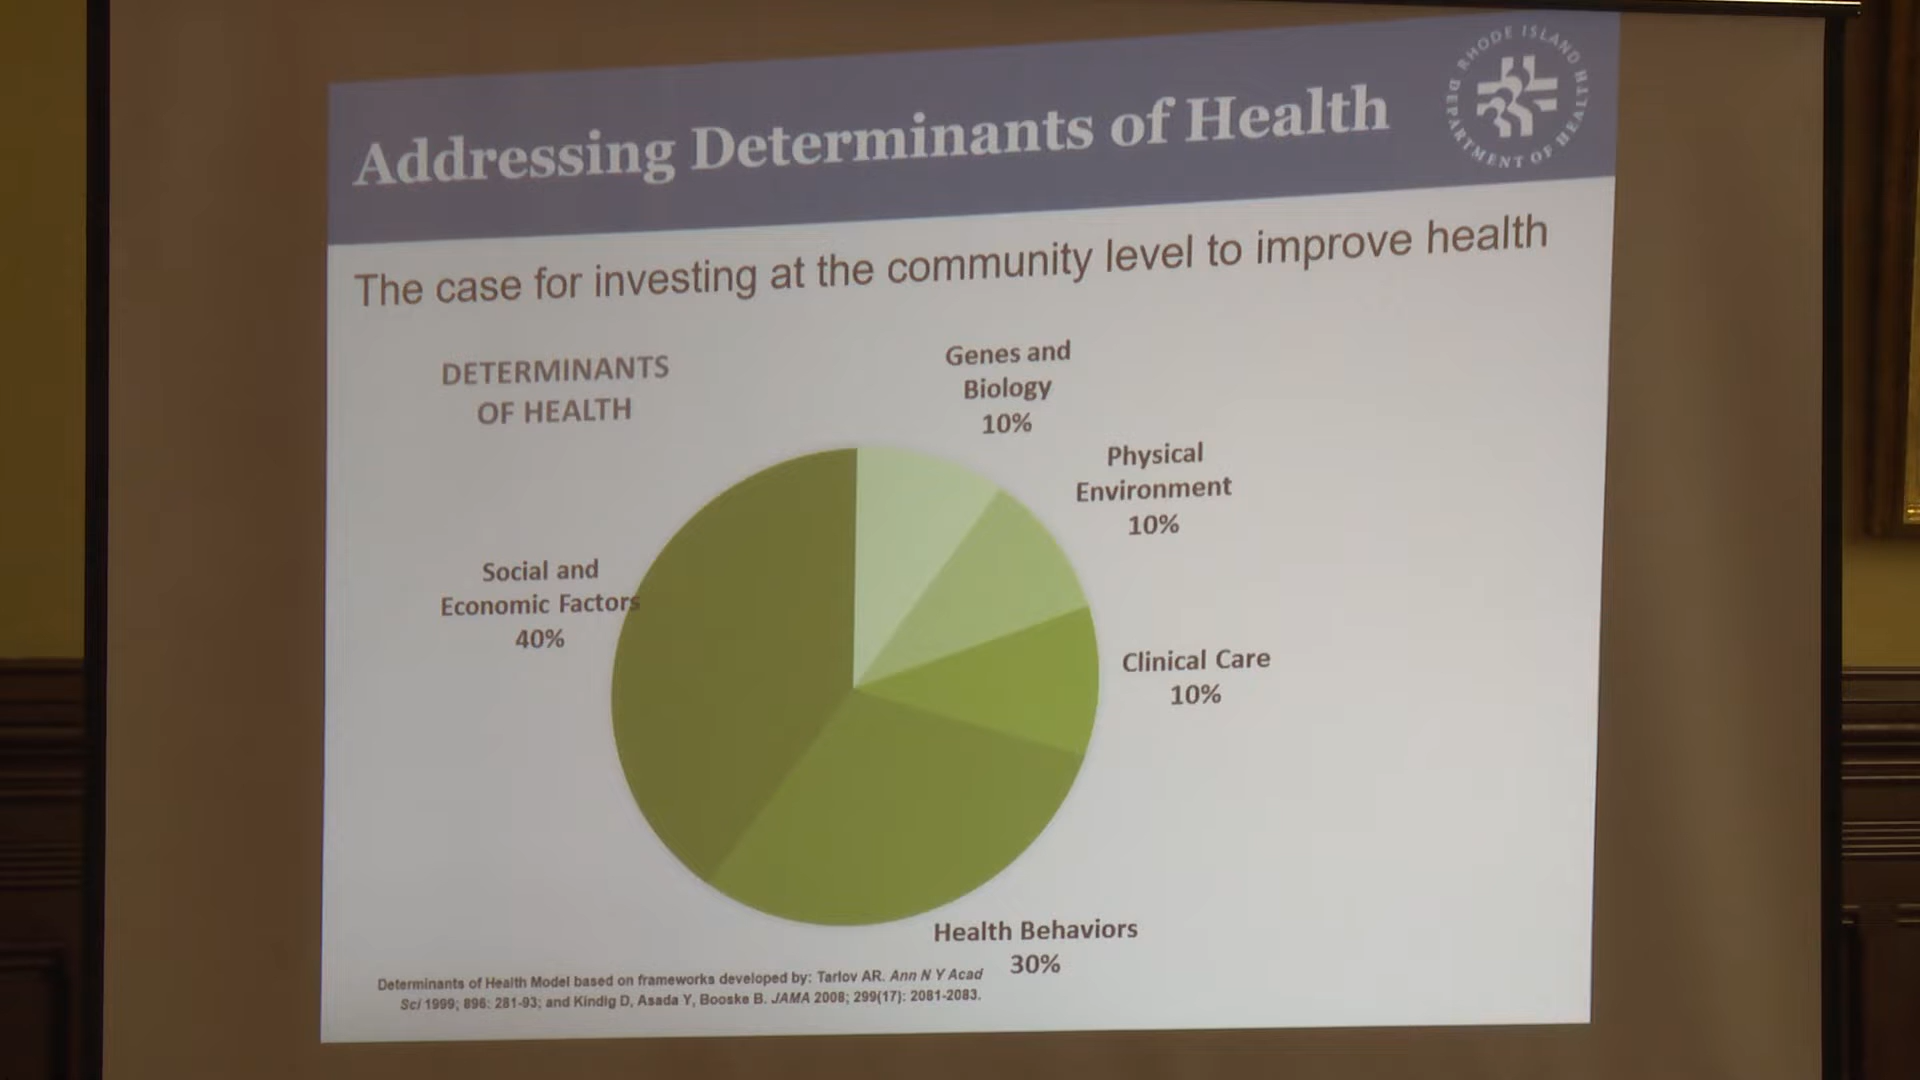 Addressing Determinants of Health
RHODE ISLAND
DEPARTMENT OF HEALTH
The case for investing at the community level to improve health
DETERMINANTS
OF HEALTH
Genes and
Biology
10%
Physical
Environment
10%
Clinical Care
10%
Health Behaviors
30%
Social and
Economic Factors
40%
Determinants of Health Model based on frameworks developed by: Tarlov AR. Ann N Y Acad
Sci 1999; 896: 281-93; and Kindig D, Asada Y, Booske B. JAMA 2008; 299(17): 2081-2083.